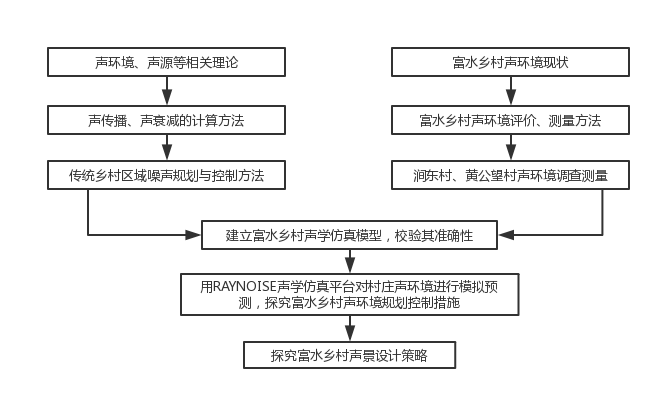 声环境、声源等相关理论
富水乡村声环境现状
声传播、声衰减的计算方法
富水乡村声环境评价、测量方法
传统乡村区域噪声规划与控制方法
涧东村、黄公望村声环境调查测量
建立富水乡村声学仿真模型，校验其准确性
用RAYNOISE声学仿真平台对村庄声环境进行模拟预
测，探究富水乡村声环境规划控制措施
探究富水乡村声景设计策略